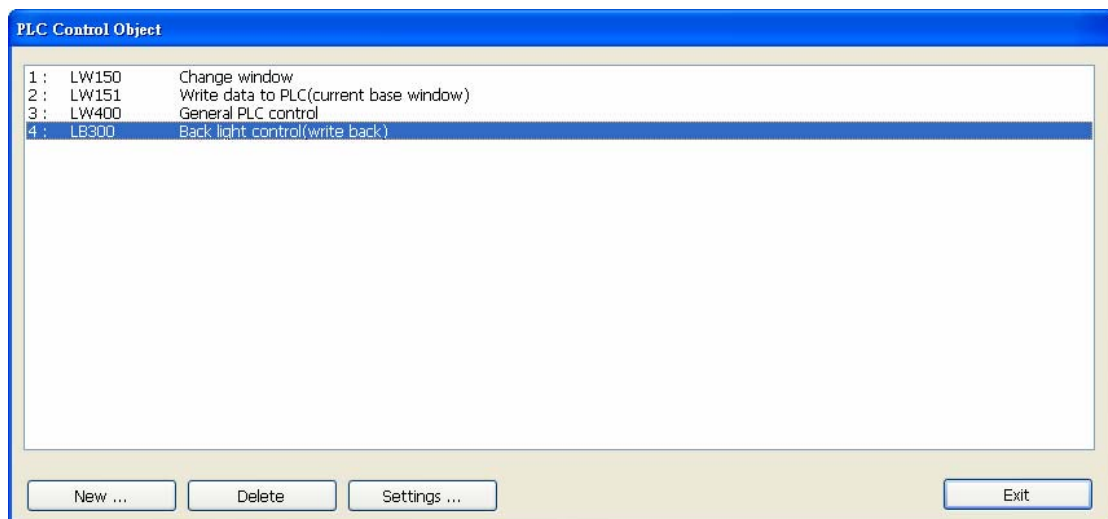 PLC Control Object
1 : LW150 Change window
2 : LW151 Write data to PLC(current base window)
3 : LW400 General PLC control
4 : LB300 Back light control(write back)
New ... Delete Settings ... Exit